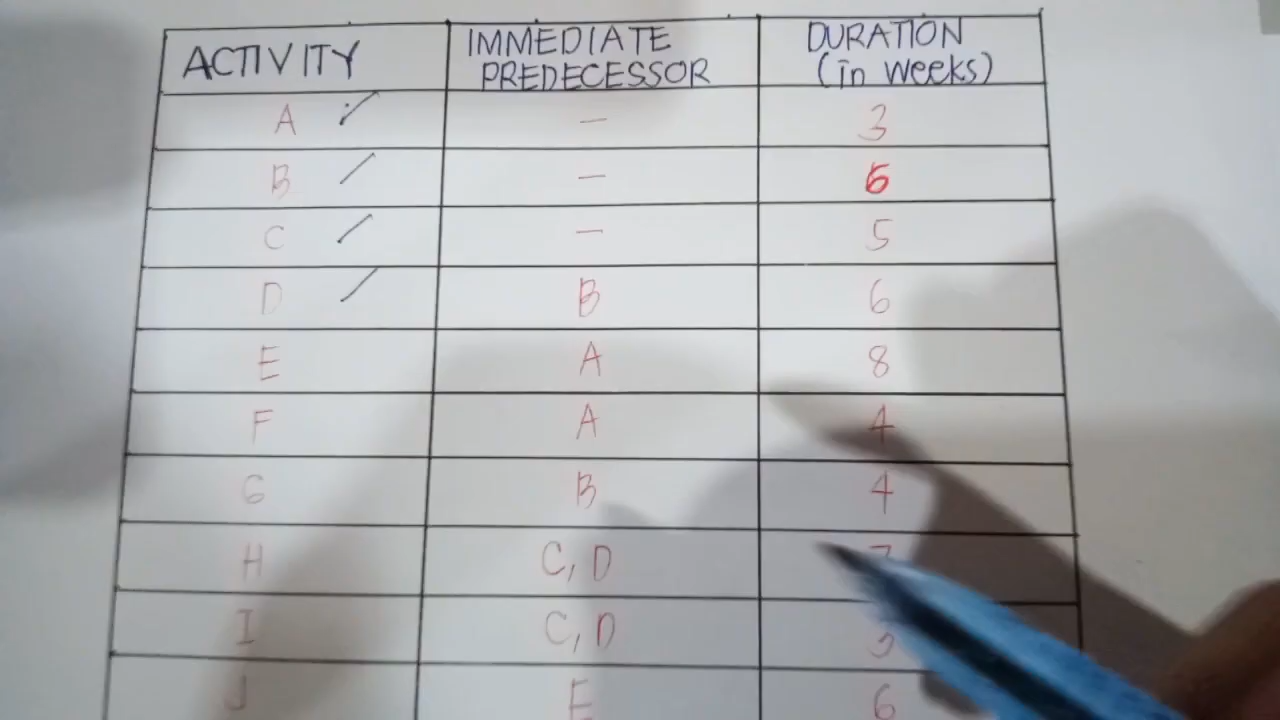 ACTIVITY IMMEDIATE PREDECESSOR DURATION (in weeks)
A - 3
B - 6
C - 5
D B 6
E A 8
F A 4
G B 4
H C, D
I C, D
J E 6